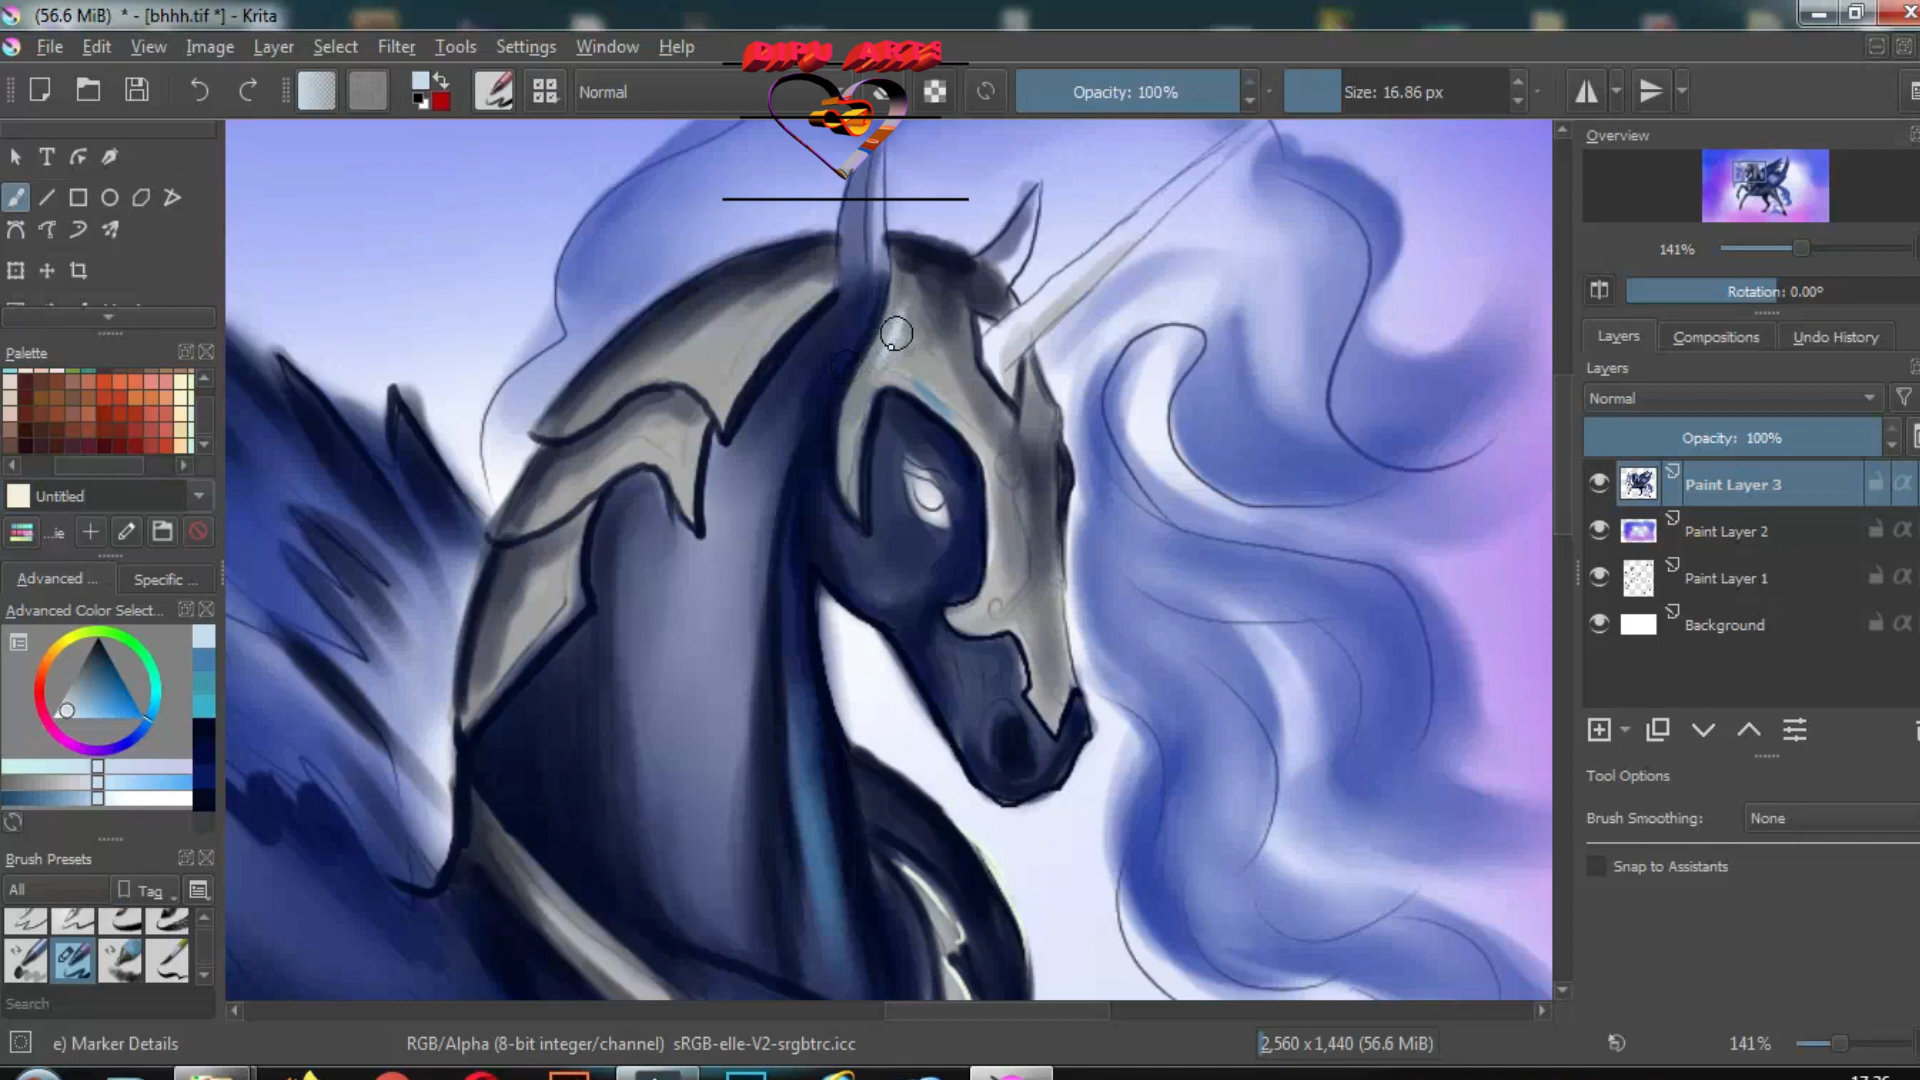 (56.6 MiB) * - [bhhh.tif *] - Krita
File Edit View Image Layer Select Filter Tools Settings Window Help
DIPU ARTS
Normal
Opacity: 100%
Size: 16.86 px
Overview
141%
Rotation: 0.00°
Palette
Layers Compositions Undo History
Layers
Normal
Opacity: 100%
Untitled
Paint Layer 3
...ie
Paint Layer 2
Advanced ... Specific ...
Paint Layer 1
Advanced Color Select...
Background
Tool Options
Brush Smoothing: None
Brush Presets
Snap to Assistants
All
Tag
Search
e) Marker Details
RGB/Alpha (8-bit integer/channel) sRGB-elle-V2-srgbtrc.icc
2,560 x 1,440 (56.6 MiB)
141%